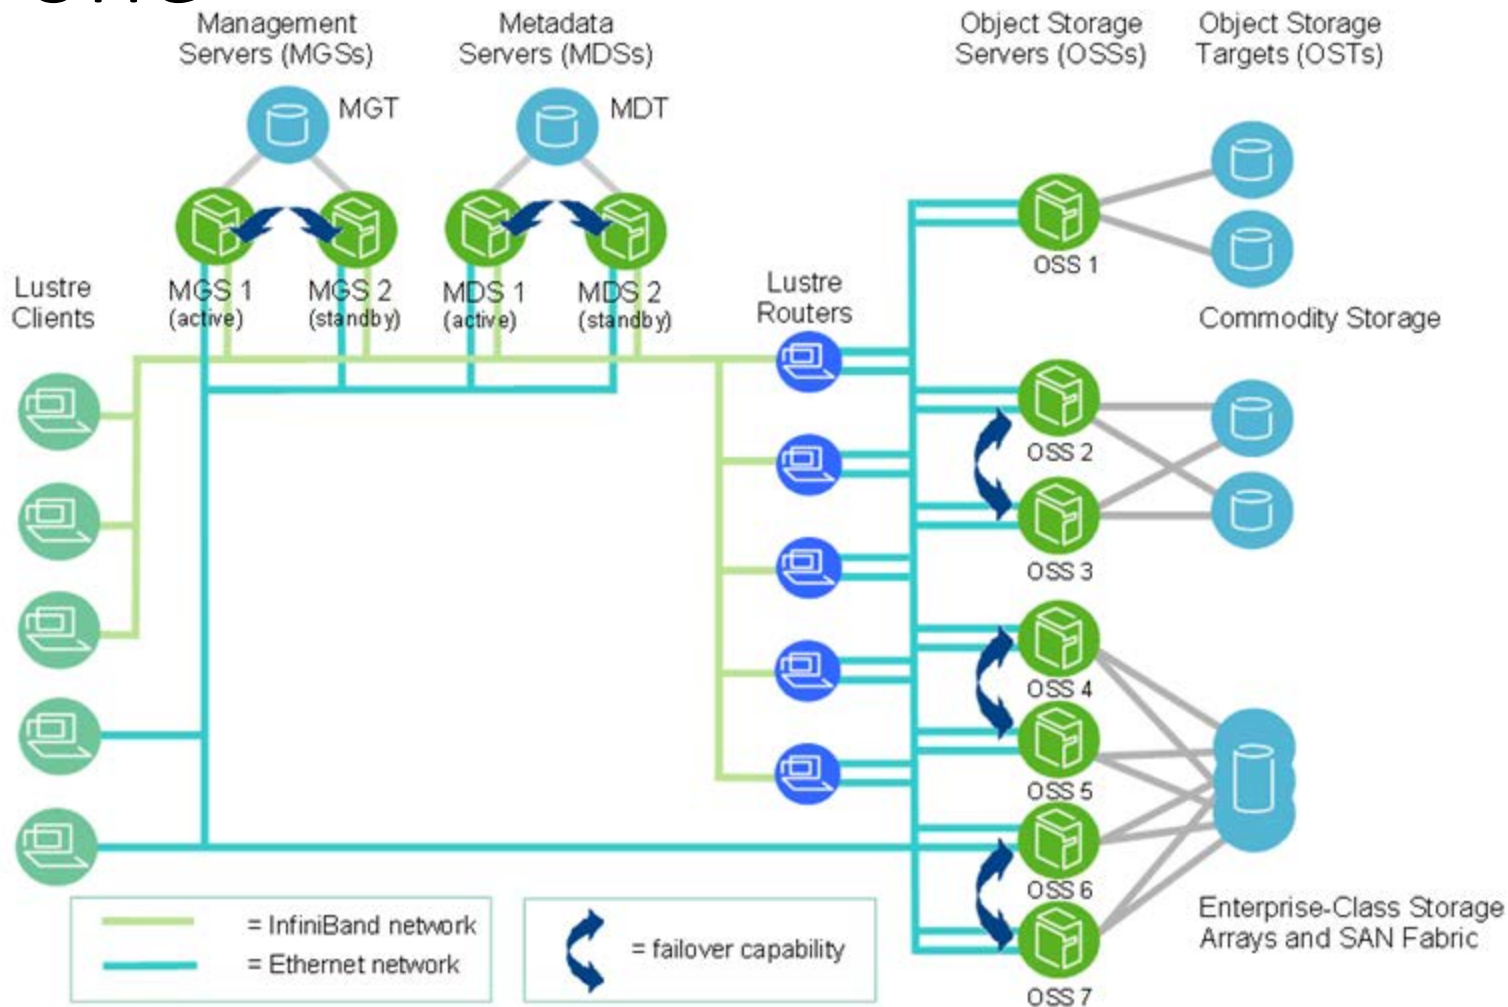 Management
Servers (MGSs)
Metadata
Servers (MDSs)
Object Storage
Servers (OSSs)
Object Storage
Targets (OSTs)
MGT
MDT
Lustre
Clients
MGS 1
(active)
MGS 2
(standby)
MDS 1
(active)
MDS 2
(standby)
Lustre
Routers
OSS 1
Commodity Storage
OSS 2
OSS 3
OSS 4
OSS 5
OSS 6
OSS 7
Enterprise-Class Storage
Arrays and SAN Fabric
= InfiniBand network
= Ethernet network
= failover capability